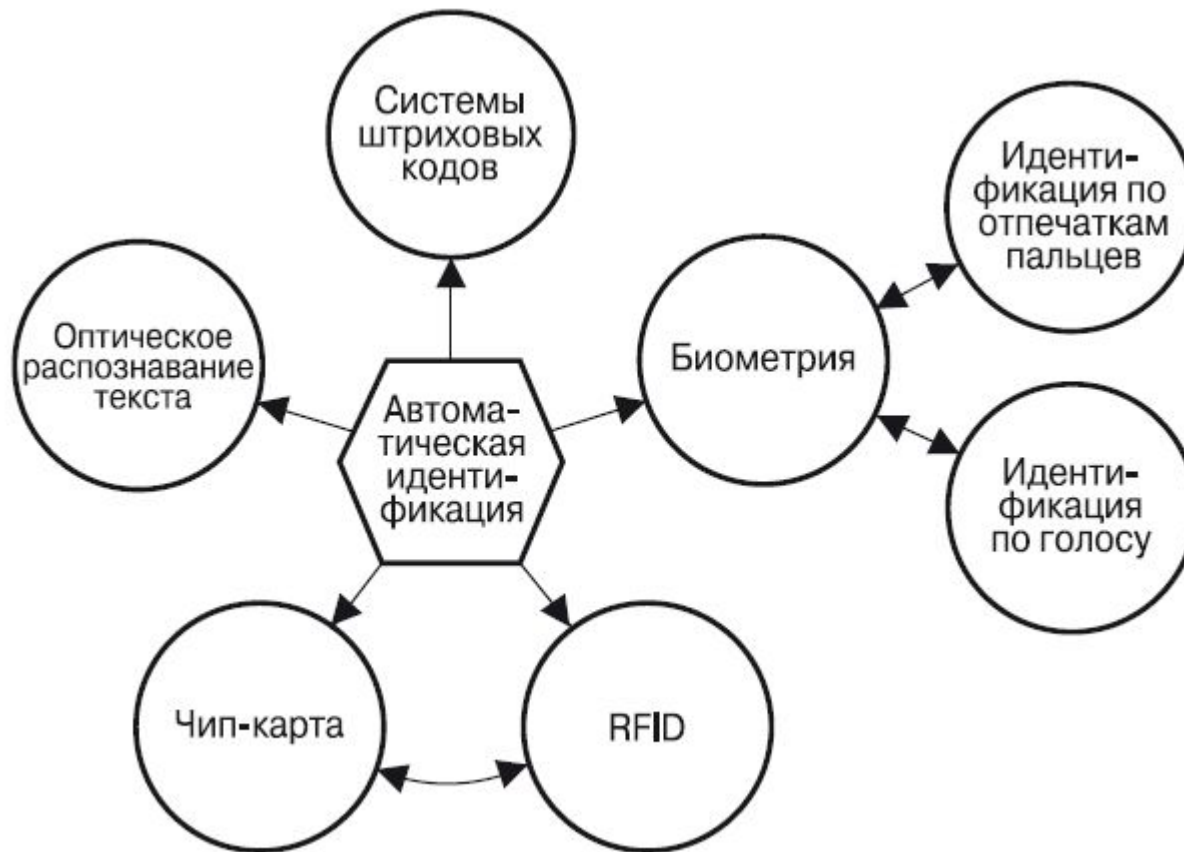 Системы
штриховых
кодов
Идентифи-
фикация по
отпечаткам
пальцев
Оптическое
распознавание
текста
Биометрия
Автома-
тическая
иденти-
фикация
Иденти-
фикация
по голосу
Чип-карта
RFID